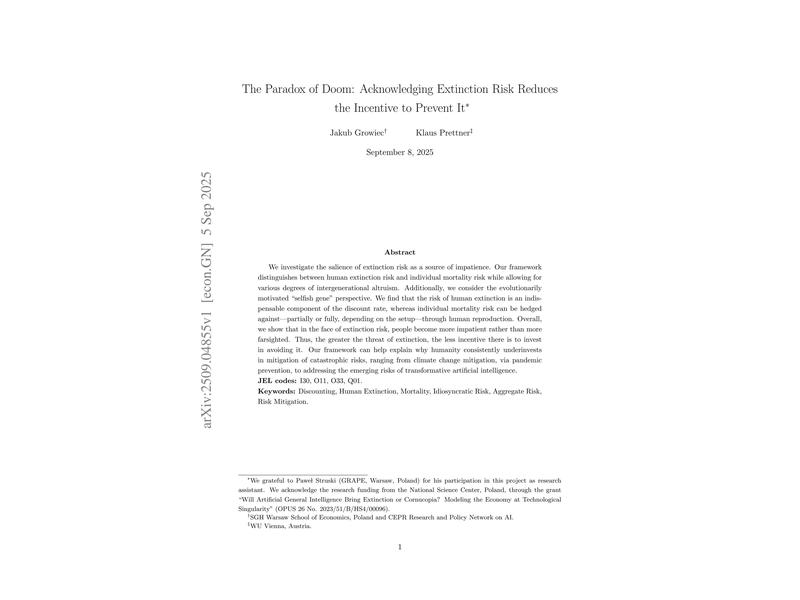 The Paradox of Doom: Acknowledging Extinction Risk Reduces
the Incentive to Prevent It*
Jakub Growiec† Klaus Prettner‡
September 8, 2025
arXiv:2509.04855v1 [econ.GN] 5 Sep 2025
Abstract
We investigate the salience of extinction risk as a source of impatience. Our framework
distinguishes between human extinction risk and individual mortality risk while allowing for
various degrees of intergenerational altruism. Additionally, we consider the evolutionarily
motivated “selfish gene” perspective. We find that the risk of human extinction is an indis-
pensable component of the discount rate, whereas individual mortality risk can be hedged
against—partially or fully, depending on the setup—through human reproduction. Overall,
we show that in the face of extinction risk, people become more impatient rather than more
farsighted. Thus, the greater the threat of extinction, the less incentive there is to invest
in avoiding it. Our framework can help explain why humanity consistently underinvests
in mitigation of catastrophic risks, ranging from climate change mitigation, via pandemic
prevention, to addressing the emerging risks of transformative artificial intelligence.
JEL codes: I30, O11, O33, Q01.
Keywords: Discounting, Human Extinction, Mortality, Idiosyncratic Risk, Aggregate Risk,
Risk Mitigation.
*We grateful to Paweł Struski (GRAPE, Warsaw, Poland) for his participation in this project as research
assistant. We acknowledge the research funding from the National Science Center, Poland, through the grant
“Will Artificial General Intelligence Bring Extinction or Cornucopia? Modeling the Economy at Technological
Singularity” (OPUS 26 No. 2023/51/B/HS4/00096).
†SGH Warsaw School of Economics, Poland and CEPR Research and Policy Network on AI.
‡WU Vienna, Austria.
1